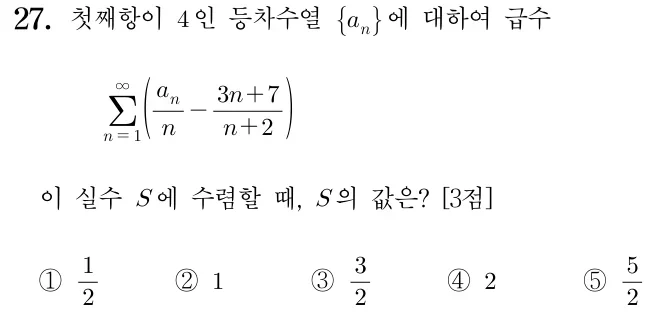 27. 첫째항이 4인 등차수열 {aₙ}에 대하여 급수
∞
∑ (aₙ/n − (3n+7)/(n+2))
n=1
이 실수 S에 수렴할 때, S의 값은? [3점]
① 1/2 ② 1 ③ 3/2 ④ 2 ⑤ 5/2